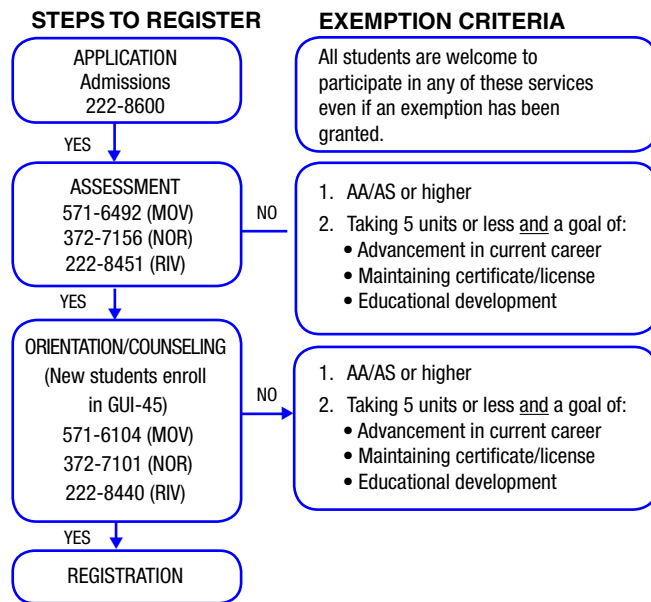 STEPS TO REGISTER
EXEMPTION CRITERIA
APPLICATION
Admissions
222-8600
All students are welcome to
participate in any of these services
even if an exemption has been
granted.
YES
ASSESSMENT
571-6492 (MOV)
372-7156 (NOR)
222-8451 (RIV)
NO
1. AA/AS or higher
2. Taking 5 units or less and a goal of:
• Advancement in current career
• Maintaining certificate/license
• Educational development
YES
ORIENTATION/COUNSELING
(New students enroll
in GUI-45)
571-6104 (MOV)
372-7101 (NOR)
222-8440 (RIV)
NO
1. AA/AS or higher
2. Taking 5 units or less and a goal of:
• Advancement in current career
• Maintaining certificate/license
• Educational development
YES
REGISTRATION